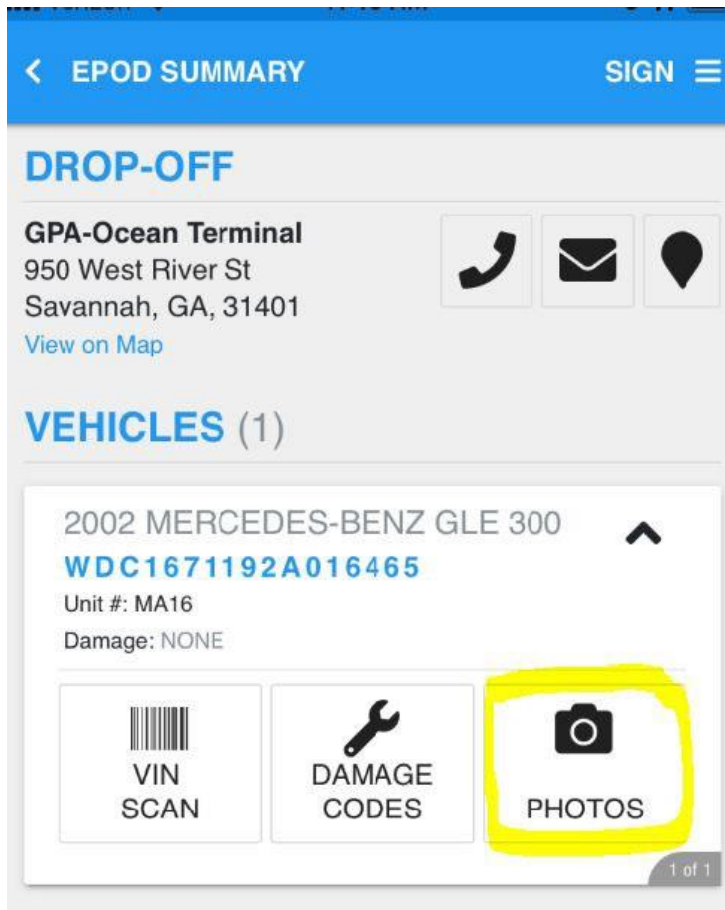 EPOD SUMMARY SIGN
DROP-OFF
GPA-Ocean Terminal
950 West River St
Savannah, GA, 31401
View on Map
VEHICLES (1)
2002 MERCEDES-BENZ GLE 300
WDC1671192A016465
Unit #: MA16
Damage: NONE
VIN
SCAN
DAMAGE
CODES
PHOTOS
1 of 1